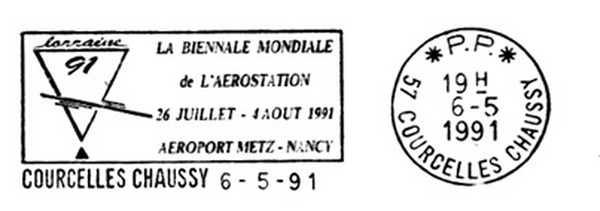 lorraine
91
LA BIENNALE MONDIALE
de L'AEROSTATION
26 JUILLET - 4 AOUT 1991
AEROPORT METZ - NANCY
COURCELLES CHAUSSY 6 - 5 - 91
* P.P. *
19 H
6-5
1991
57 COURCELLES CHAUSSY